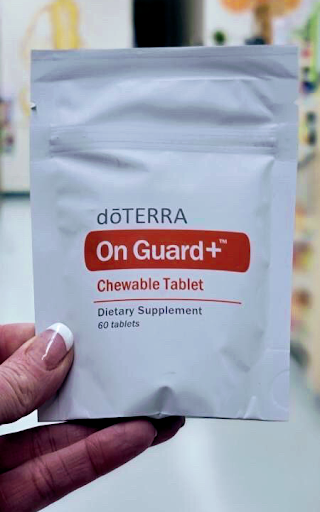 dōTERRA
On Guard+™
Chewable Tablet
Dietary Supplement
60 tablets